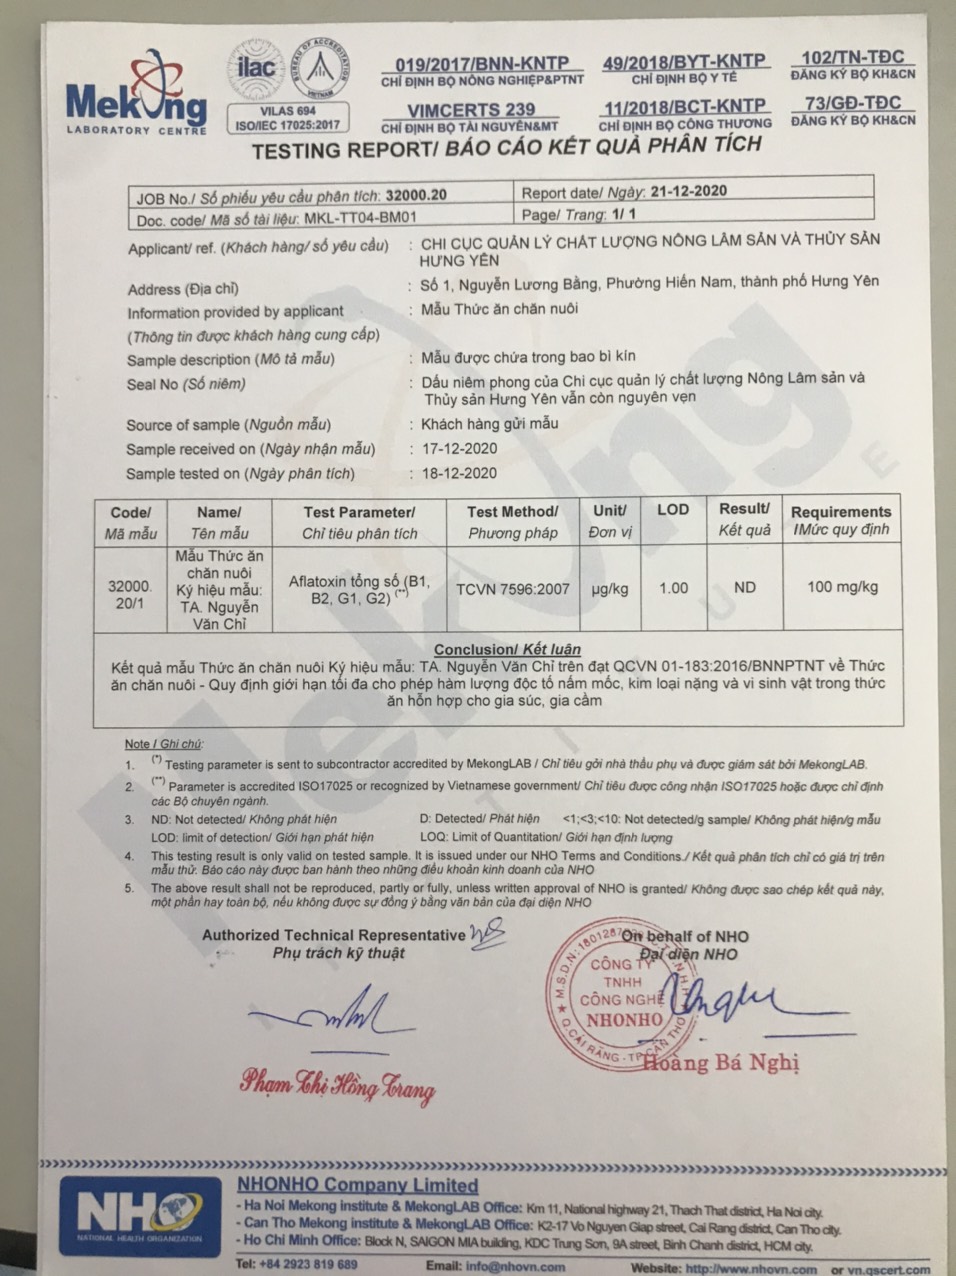 Mekong
LABORATORY CENTRE
ilac
BUREAU OF ACCREDITATION
VIETNAM
VILAS 694
ISO/IEC 17025:2017
019/2017/BNN-KNTP
CHỈ ĐỊNH BỘ NÔNG NGHIỆP&PTNT
49/2018/BYT-KNTP
CHỈ ĐỊNH BỘ Y TẾ
102/TN-TĐC
ĐĂNG KÝ BỘ KH&CN
VIMCERTS 239
CHỈ ĐỊNH BỘ TÀI NGUYÊN&MT
11/2018/BCT-KNTP
CHỈ ĐỊNH BỘ CÔNG THƯƠNG
73/GĐ-TĐC
ĐĂNG KÝ BỘ KH&CN
TESTING REPORT/ BÁO CÁO KẾT QUẢ PHÂN TÍCH
JOB No./ Số phiếu yêu cầu phân tích: 32000.20
Report date/ Ngày: 21-12-2020
Doc. code/ Mã số tài liệu: MKL-TT04-BM01
Page/ Trang: 1/ 1
Applicant/ ref. (Khách hàng/ số yêu cầu) : CHI CỤC QUẢN LÝ CHẤT LƯỢNG NÔNG LÂM SẢN VÀ THỦY SẢN
HƯNG YÊN
Address (Địa chỉ) : Số 1, Nguyễn Lương Bằng, Phường Hiến Nam, thành phố Hưng Yên
Information provided by applicant : Mẫu Thức ăn chăn nuôi
(Thông tin được khách hàng cung cấp)
Sample description (Mô tả mẫu) : Mẫu được chứa trong bao bì kín
Seal No (Số niêm) : Dấu niêm phong của Chi cục quản lý chất lượng Nông Lâm sản và
Thủy sản Hưng Yên vẫn còn nguyên vẹn
Source of sample (Nguồn mẫu) : Khách hàng gửi mẫu
Sample received on (Ngày nhận mẫu) : 17-12-2020
Sample tested on (Ngày phân tích) : 18-12-2020
Code/
Mã mẫu
Name/
Tên mẫu
Test Parameter/
Chỉ tiêu phân tích
Test Method/
Phương pháp
Unit/
Đơn vị
LOD
Result/
Kết quả
Requirements
/Mức quy định
32000.
20/1
Mẫu Thức ăn
chăn nuôi
Ký hiệu mẫu:
TA. Nguyễn
Văn Chỉ
Aflatoxin tổng số (B1,
B2, G1, G2) (**)
TCVN 7596:2007
µg/kg
1.00
ND
100 mg/kg
Conclusion/ Kết luận
Kết quả mẫu Thức ăn chăn nuôi Ký hiệu mẫu: TA. Nguyễn Văn Chỉ trên đạt QCVN 01-183:2016/BNNPTNT về Thức
ăn chăn nuôi - Quy định giới hạn tối đa cho phép hàm lượng độc tố nấm mốc, kim loại nặng và vi sinh vật trong thức
ăn hỗn hợp cho gia súc, gia cầm
Note / Ghi chú:
1. (*) Testing parameter is sent to subcontractor accredited by MekongLAB / Chỉ tiêu gởi nhà thầu phụ và được giám sát bởi MekongLAB.
2. (**) Parameter is accredited ISO17025 or recognized by Vietnamese government/ Chỉ tiêu được công nhận ISO17025 hoặc được chỉ định
các Bộ chuyên ngành.
3. ND: Not detected/ Không phát hiện D: Detected/ Phát hiện <1;<3;<10: Not detected/g sample/ Không phát hiện/g mẫu
LOD: limit of detection/ Giới hạn phát hiện LOQ: Limit of Quantitation/ Giới hạn định lượng
4. This testing result is only valid on tested sample. It is issued under our NHO Terms and Conditions./ Kết quả phân tích chỉ có giá trị trên
mẫu thử. Báo cáo này được ban hành theo những điều khoản kinh doanh của NHO
5. The above result shall not be reproduced, partly or fully, unless written approval of NHO is granted/ Không được sao chép kết quả này,
một phần hay toàn bộ, nếu không được sự đồng ý bằng văn bản của đại diện NHO
Authorized Technical Representative
Phụ trách kỹ thuật
On behalf of NHO
Đại diện NHO
CÔNG TY
TNHH
CÔNG NGHỆ
NHONHO
Q.CÁI RĂNG - TP.CẦN THƠ
Phạm Thị Hồng Trang
Hoàng Bá Nghị
NHO
NATIONAL HEALTH ORGANIZATION
NHONHO Company Limited
- Ha Noi Mekong institute & MekongLAB Office: Km 11, National highway 21, Thach That district, Ha Noi city.
- Can Tho Mekong institute & MekongLAB Office: K2-17 Vo Nguyen Giap street, Cai Rang district, Can Tho city.
- Ho Chi Minh Office: Block N, SAIGON MIA building, KDC Trung Son, 9A street, Binh Chanh district, HCM city.
Tel: +84 2923 819 689 Email: info@nhovn.com Website: http://www.nhovn.com or vn.qscert.com